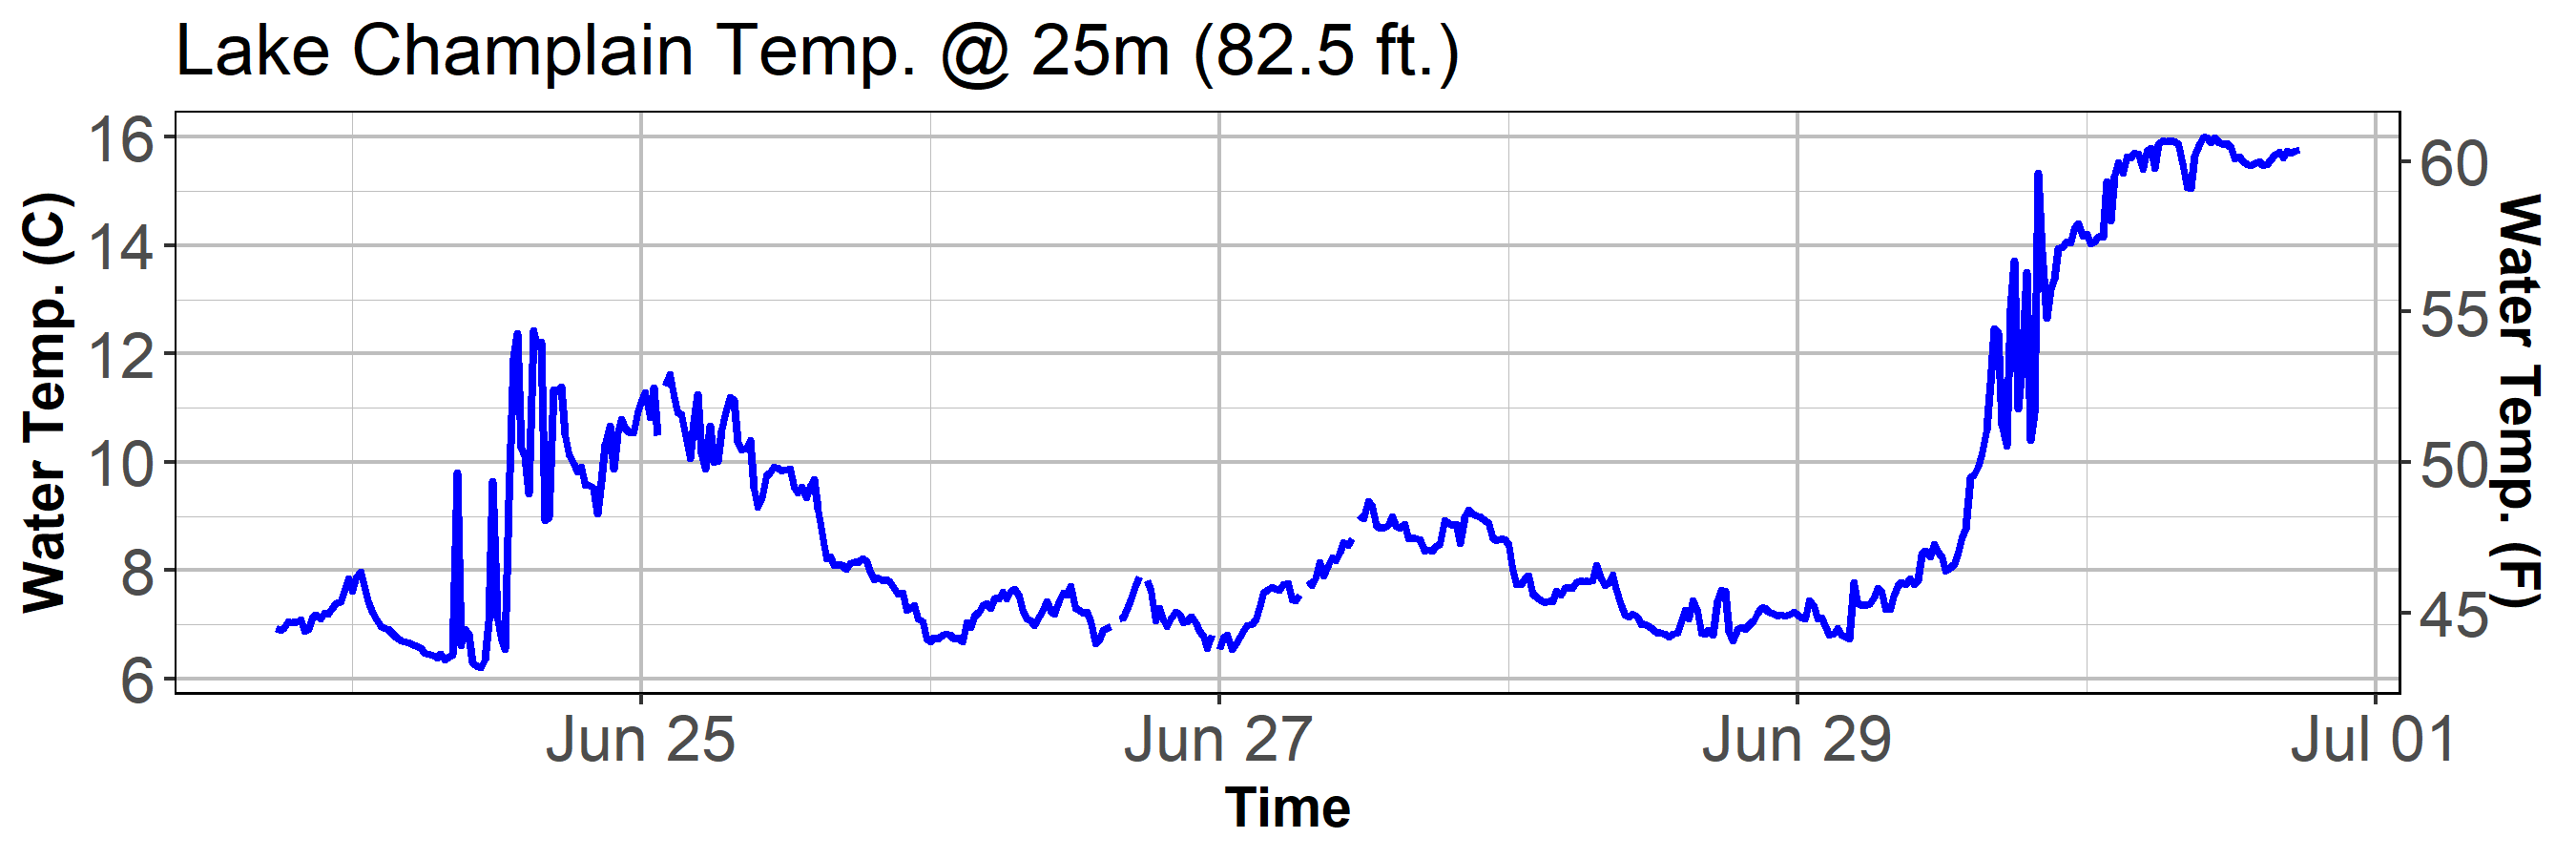 Lake Champlain Temp. @ 25m (82.5 ft.)
Water Temp. (C)
16
14
12
10
8
6
60
55
50
45
Water Temp. (F)
Jun 25
Jun 27
Jun 29
Jul 01
Time